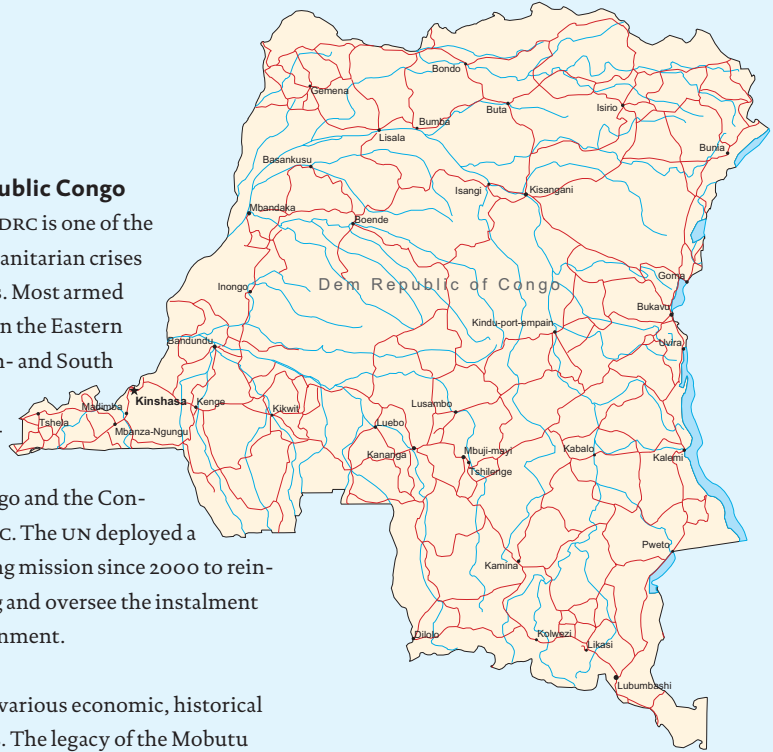 public Congo
DRC is one of the
anitarian crises
s. Most armed
n the Eastern
h- and South
go and the Con-
C. The UN deployed a
ng mission since 2000 to rein-
g and oversee the instalment
nment.
various economic, historical
s. The legacy of the Mobutu
Bondo
Gemena
Buta
Isirio
Bumba
Lisala
Bunia
Basankusu
Isangi
Kisangani
Mbandaka
Boende
Goma
Inongo
Dem Republic of Congo
Bukavu
Kindu-port-empain
Bandundu
Uvira
Kinshasa
Kenge
Madimba
Tshela
Mbanza-Ngungu
Kikwit
Lusambo
Luebo
Kananga
Mbuji-mayi
Tshilenge
Kabalo
Kalemi
Pweto
Kamina
Dilolo
Kolwezi
Likasi
Lubumbashi